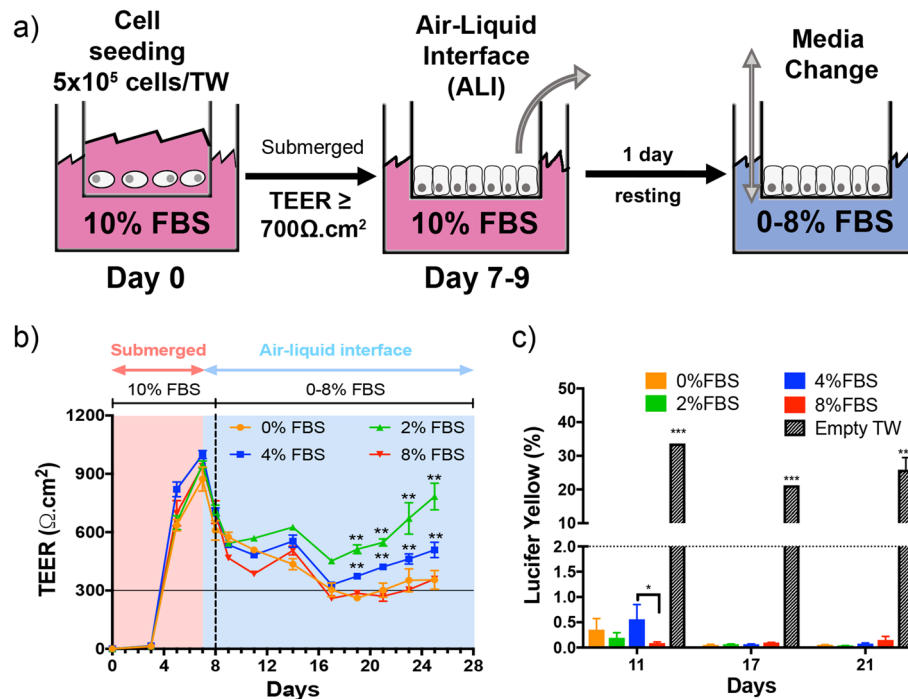 a)
Cell
seeding
5x10⁵ cells/TW
Air-Liquid
Interface
(ALI)
Media
Change
Submerged
TEER ≥
700Ω.cm²
1 day
resting
10% FBS
10% FBS
0-8% FBS
Day 0
Day 7-9
b)
Submerged
Air-liquid interface
10% FBS
0-8% FBS
1200
900
600
300
0
TEER (Ω.cm²)
0% FBS
2% FBS
4% FBS
8% FBS
**
**
**
**
**
**
**
**
0 4 8 12 16 20 24 28
Days
c)
0%FBS
4%FBS
2%FBS
8%FBS
Empty TW
50
40
30
20
10
2.0
1.5
1.0
0.5
0.0
Lucifer Yellow (%)
***
***
**
*
11 17 21
Days